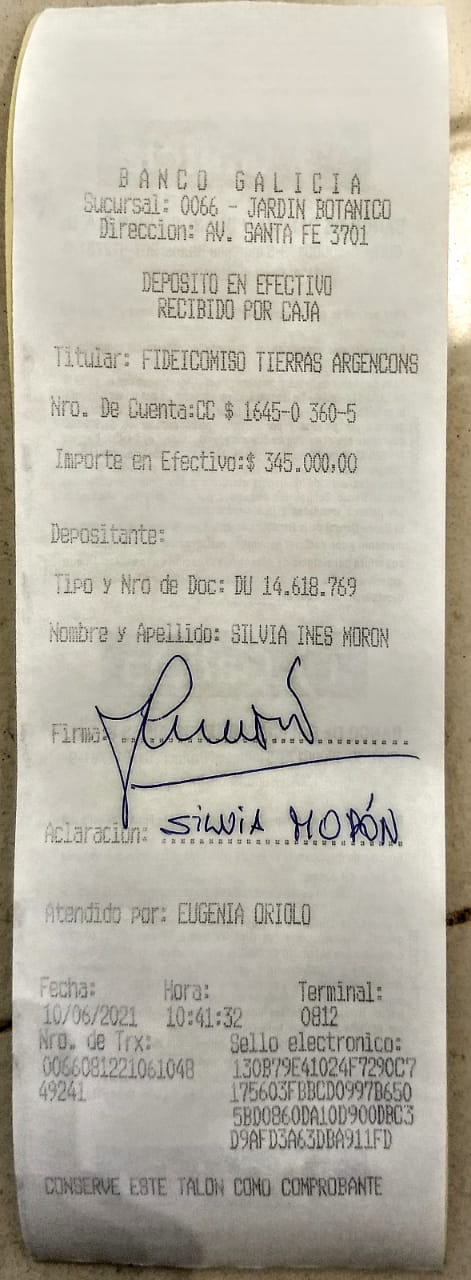 BANCO GALICIA
Sucursal: 0066 - JARDIN BOTANICO
Direccion: AV. SANTA FE 3701
DEPOSITO EN EFECTIVO
RECIBIDO POR CAJA
Titular: FIDEICOMISO TIERRAS ARGENCONS
Nro. De Cuenta:CC $ 1645-0 360-5
Importe en Efectivo:$ 345.000,00
Depositante:
Tipo y Nro de Doc: DU 14.618.769
Nombre y Apellido: SILVIA INES MORON
Firma:
Aclaración: SILVIA MORÓN
Atendido por: EUGENIA ORIOLO
Fecha: Hora: Terminal:
10/06/2021 10:41:32 0812
Nro. de Trx: Sello electronico:
0066081221061048 130B79E41024F7290C7
49241 175603FBBCD0997B650
5BD0860DA10D900DBC3
D9AFD3A63DBA911FD
CONSERVE ESTE TALON COMO COMPROBANTE